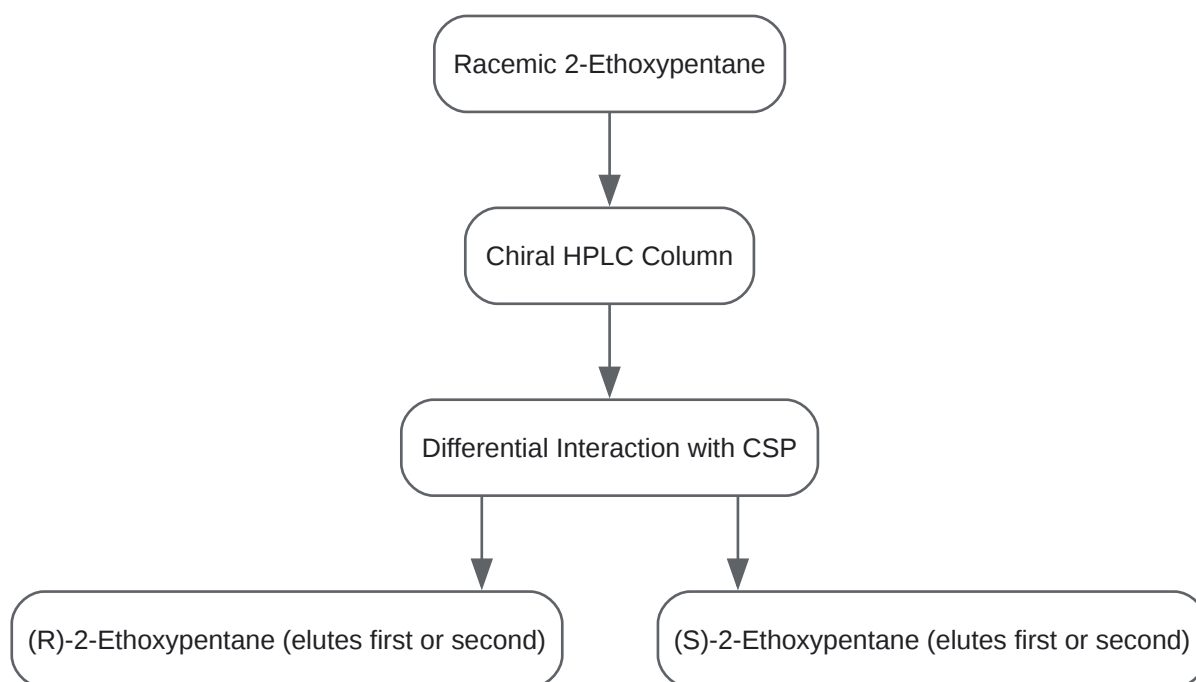 Racemic 2-Ethoxypentane
Chiral HPLC Column
Differential Interaction with CSP
(R)-2-Ethoxypentane (elutes first or second)
(S)-2-Ethoxypentane (elutes first or second)